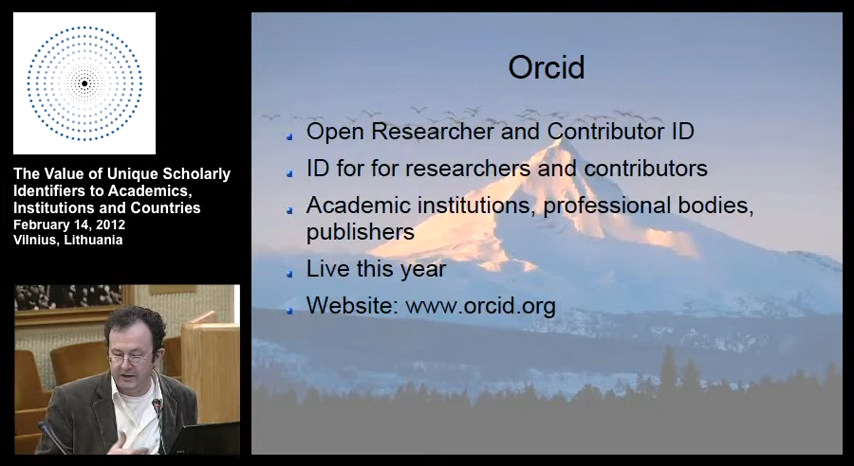 The Value of Unique Scholarly
Identifiers to Academics,
Institutions and Countries
February 14, 2012
Vilnius, Lithuania
Orcid
Open Researcher and Contributor ID
ID for for researchers and contributors
Academic institutions, professional bodies,
publishers
Live this year
Website: www.orcid.org